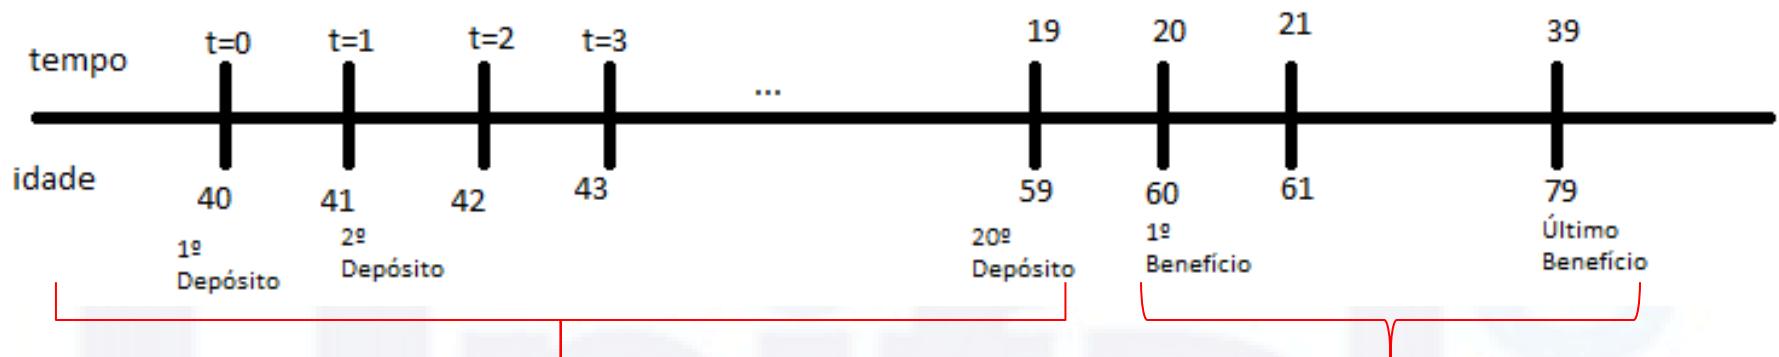 tempo t=0 t=1 t=2 t=3 ... 19 20 21 39
idade 40 41 42 43 59 60 61 79
1º
Depósito
2º
Depósito
20º
Depósito
1º
Benefício
Último
Benefício